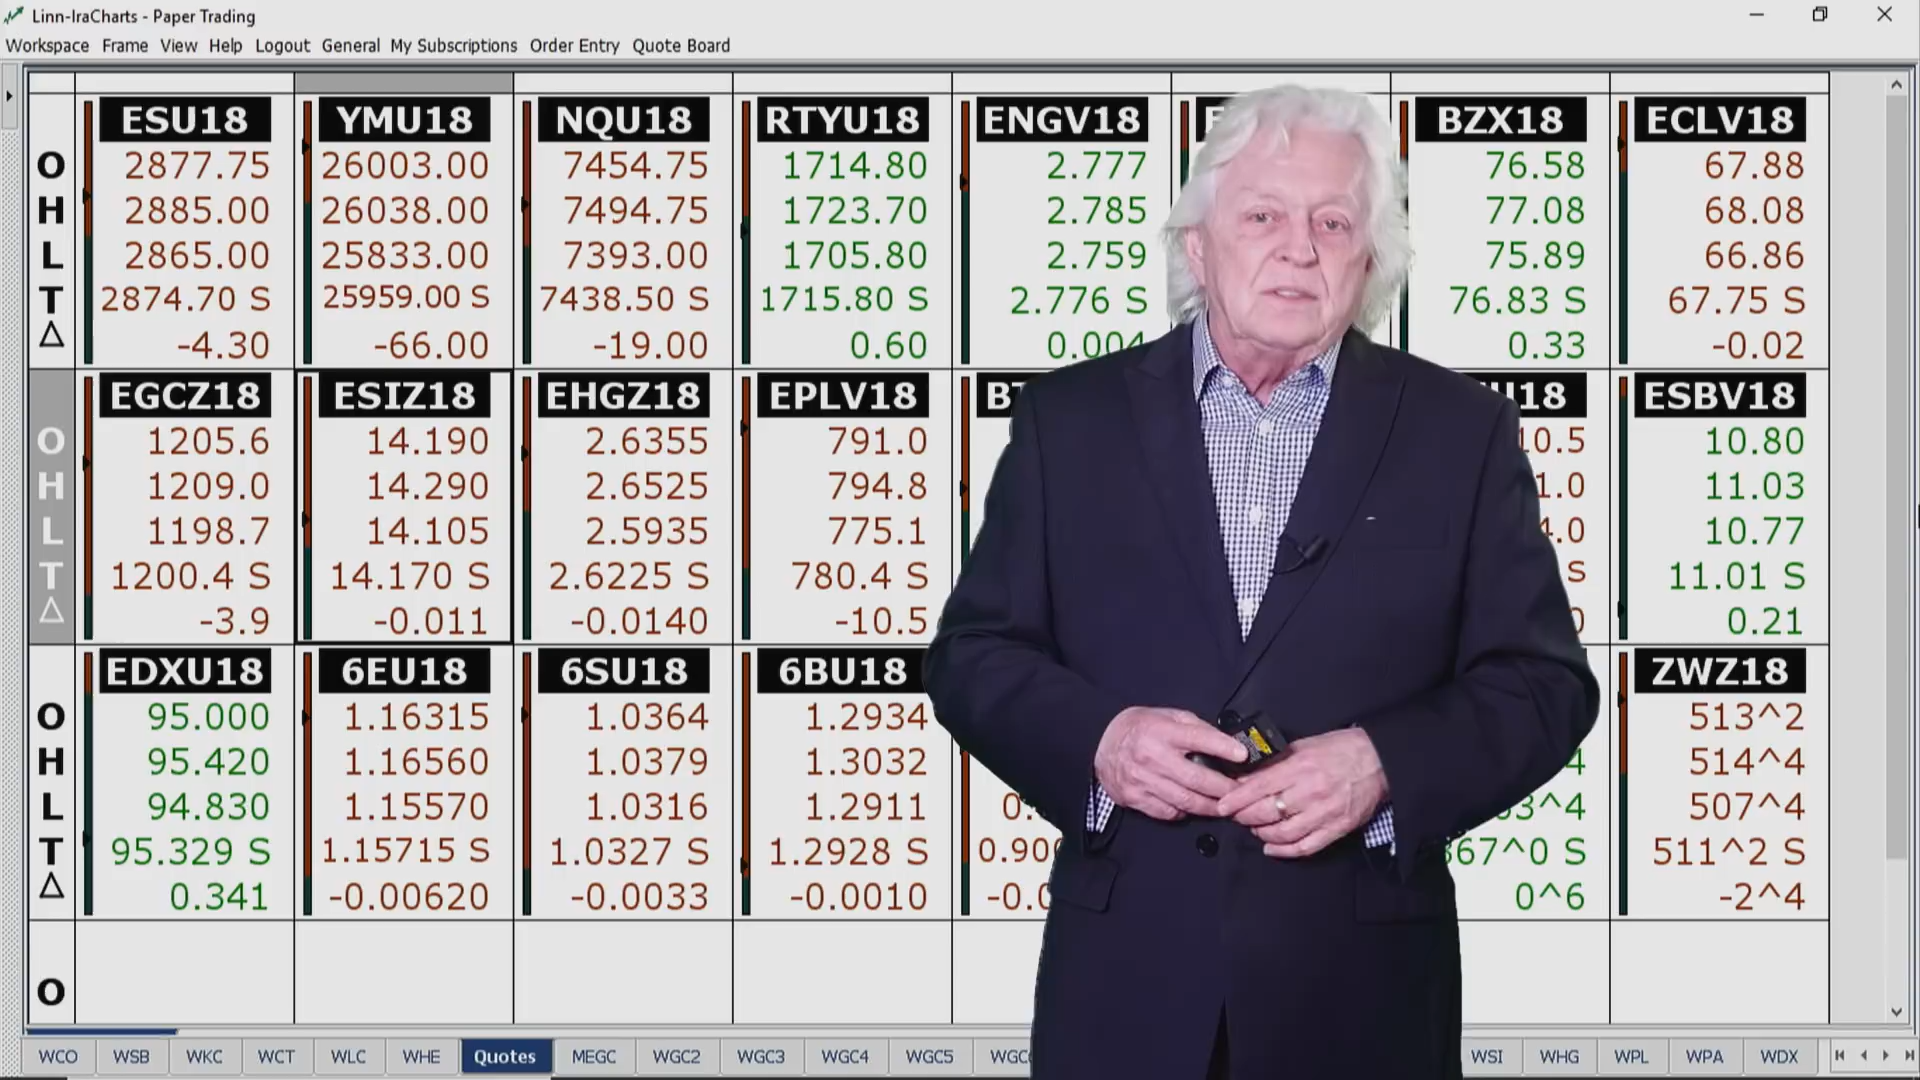 Linn-IraCharts - Paper Trading
Workspace Frame View Help Logout General My Subscriptions Order Entry Quote Board
ESU18 YMU18 NQU18 RTYU18 ENGV18 BZX18 ECLV18
O 2877.75 26003.00 7454.75 1714.80 2.777 76.58 67.88
H 2885.00 26038.00 7494.75 1723.70 2.785 77.08 68.08
L 2865.00 25833.00 7393.00 1705.80 2.759 75.89 66.86
T 2874.70 S 25959.00 S 7438.50 S 1715.80 S 2.776 S 76.83 S 67.75 S
△ -4.30 -66.00 -19.00 0.60 0.004 0.33 -0.02
EGCZ18 ESIZ18 EHGZ18 EPLV18 ESBV18
O 1205.6 14.190 2.6355 791.0 10.80
H 1209.0 14.290 2.6525 794.8 11.03
L 1198.7 14.105 2.5935 775.1 10.77
T 1200.4 S 14.170 S 2.6225 S 780.4 S S 11.01 S
△ -3.9 -0.011 -0.0140 -10.5 0.21
EDXU18 6EU18 6SU18 6BU18 ZWZ18
O 95.000 1.16315 1.0364 1.2934 513^2
H 95.420 1.16560 1.0379 1.3032 514^4
L 94.830 1.15570 1.0316 1.2911 507^4
T 95.329 S 1.15715 S 1.0327 S 1.2928 S 511^2 S
△ 0.341 -0.00620 -0.0033 -0.0010 0^6 -2^4
O
WCO WSB WKC WCT WLC WHE Quotes MEGC WGC2 WGC3 WGC4 WGC5 WSI WHG WPL WPA WDX